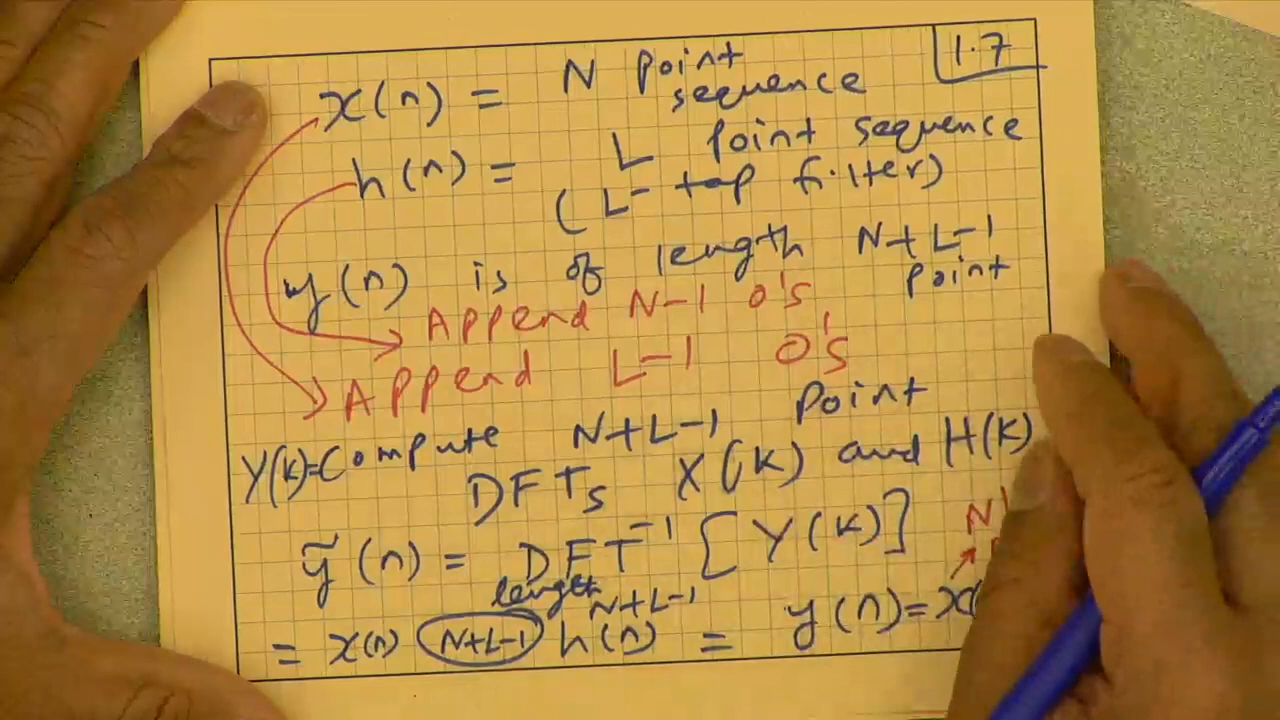 1.7
x(n) = N point
sequence
h(n) = L point sequence
(L-tap filter)
y(n) is of length N+L-1
point
Append N-1 0's
Append L-1 0's
Y(k)=Compute N+L-1 point
DFTs X(k) and H(k)
ỹ(n) = DFT⁻¹ [Y(k)]
length
N+L-1
N
= x(n) (N+L-1) h(n) = y(n)=x(